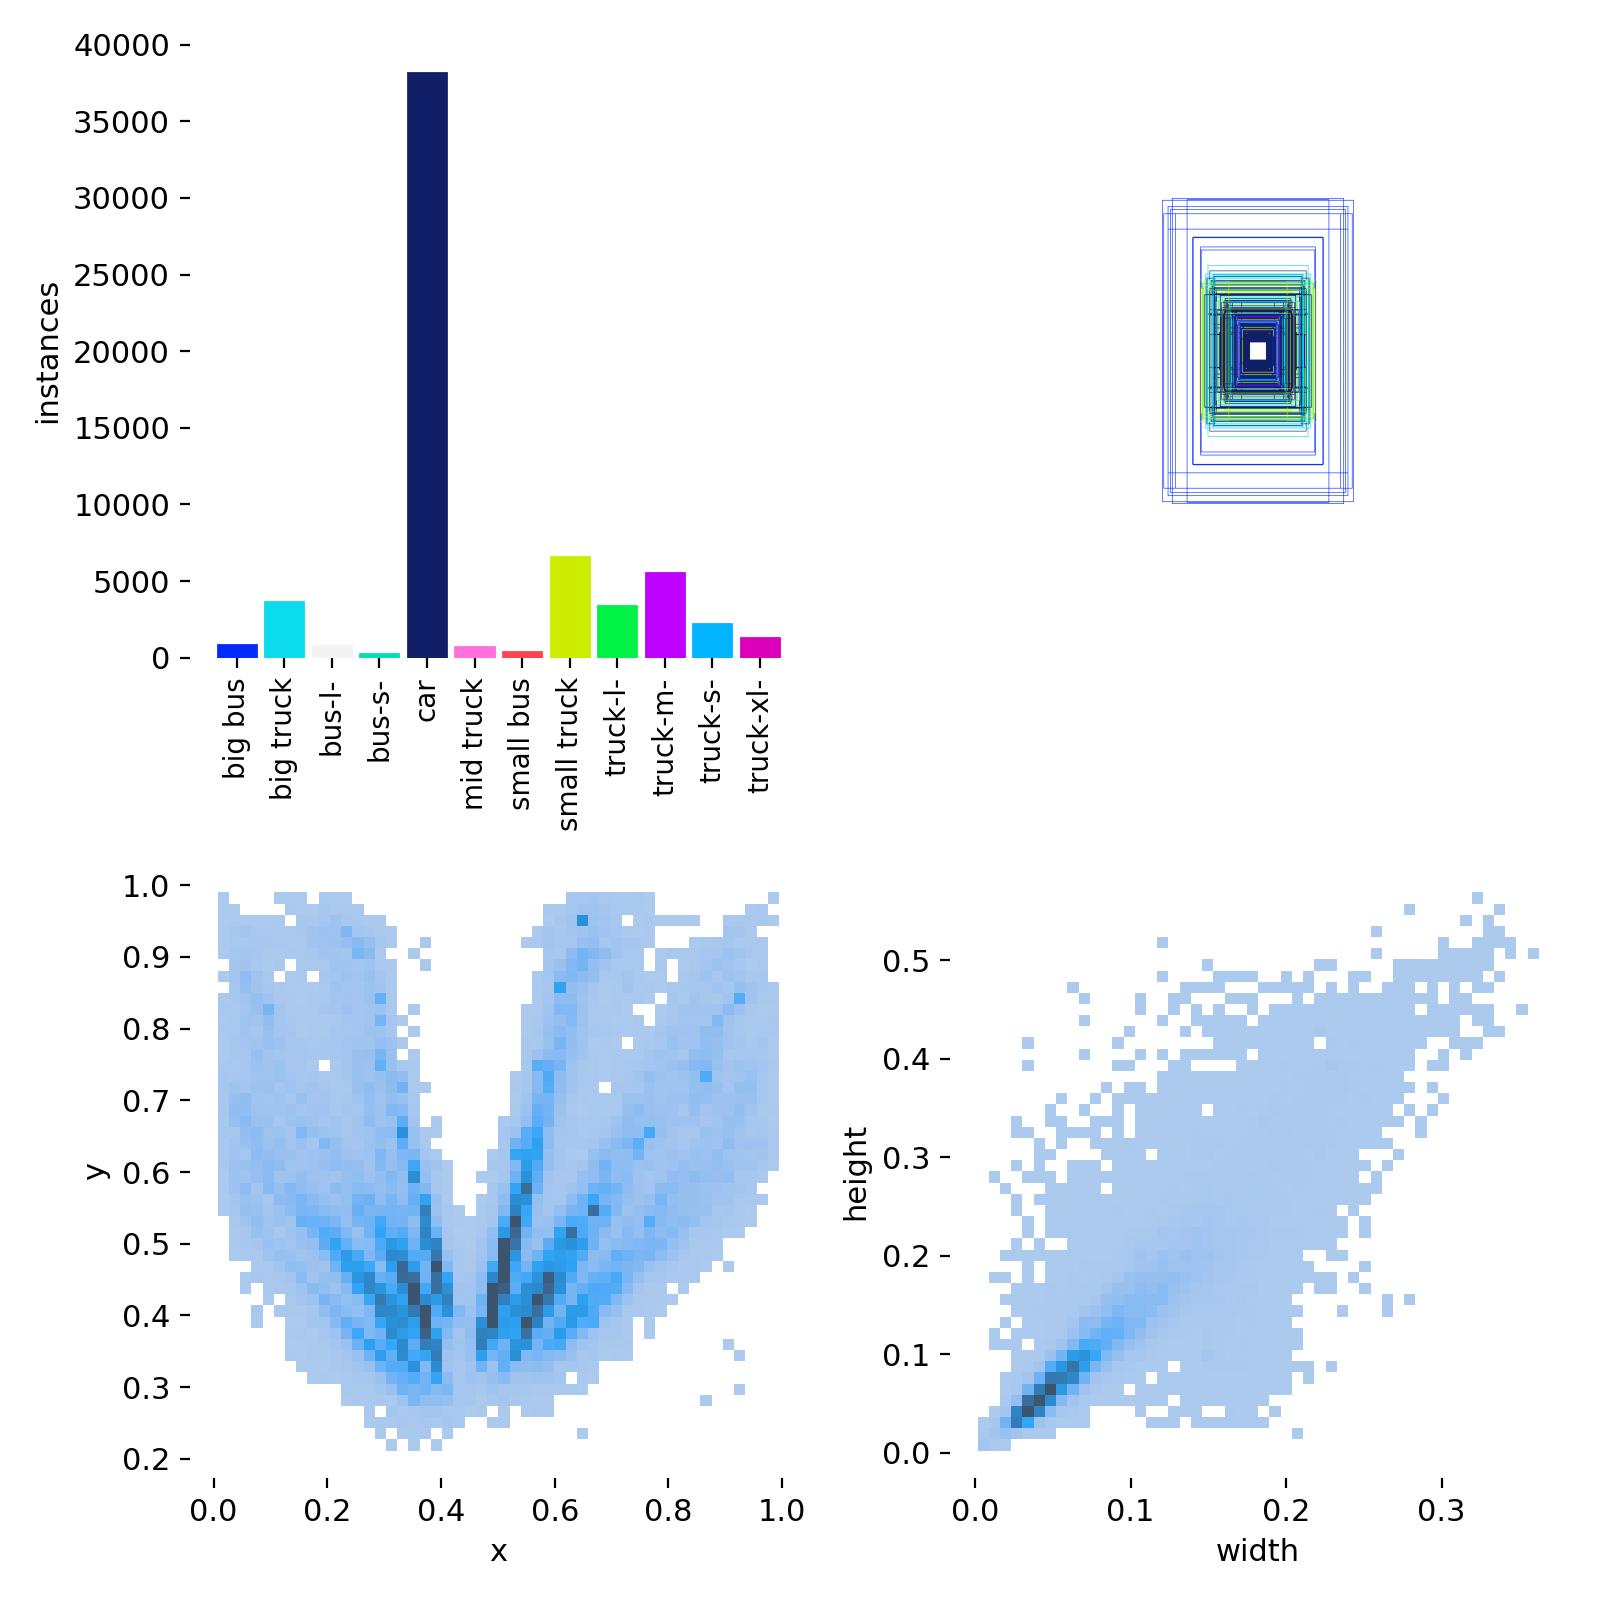 40000
35000
30000
25000
20000
15000
10000
5000
0
instances
big bus
big truck
bus-l-
bus-s-
car
mid truck
small bus
small truck
truck-l-
truck-m-
truck-s-
truck-xl-
1.0
0.9
0.8
0.7
0.6
0.5
0.4
0.3
0.2
y
0.0 0.2 0.4 0.6 0.8 1.0
x
0.5
0.4
0.3
0.2
0.1
0.0
height
0.0 0.1 0.2 0.3
width